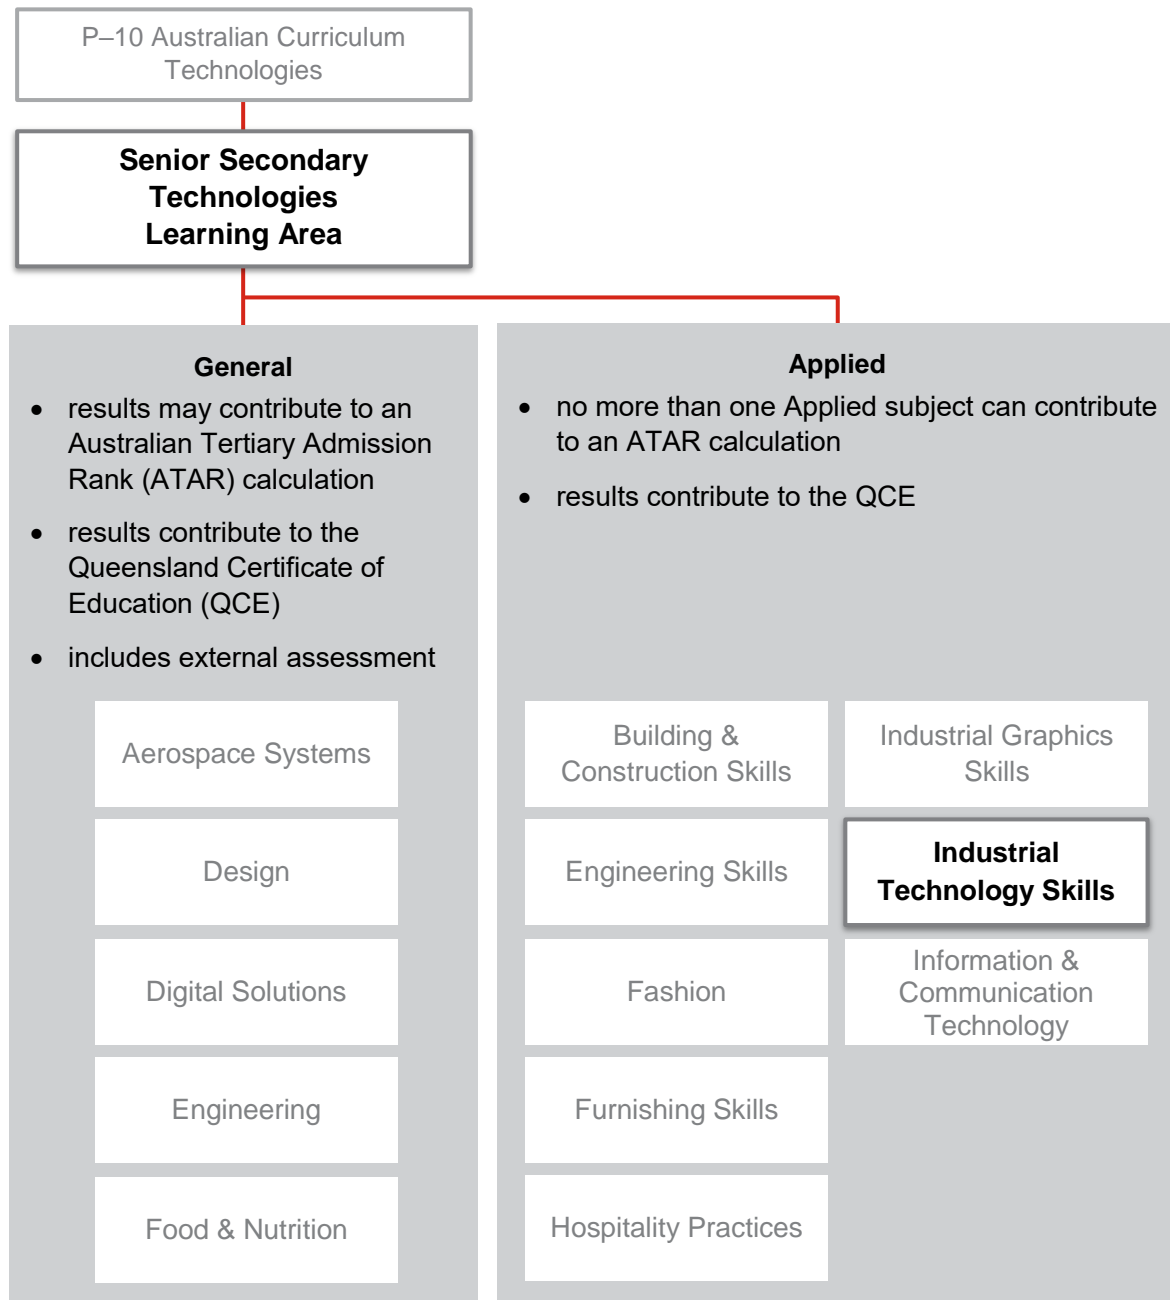 P–10 Australian Curriculum
Technologies
Senior Secondary
Technologies
Learning Area
General
• results may contribute to an
Australian Tertiary Admission
Rank (ATAR) calculation
• results contribute to the
Queensland Certificate of
Education (QCE)
• includes external assessment
Aerospace Systems
Design
Digital Solutions
Engineering
Food & Nutrition
Applied
• no more than one Applied subject can contribute
to an ATAR calculation
• results contribute to the QCE
Building &
Construction Skills
Engineering Skills
Fashion
Furnishing Skills
Hospitality Practices
Industrial Graphics
Skills
Industrial
Technology Skills
Information &
Communication
Technology